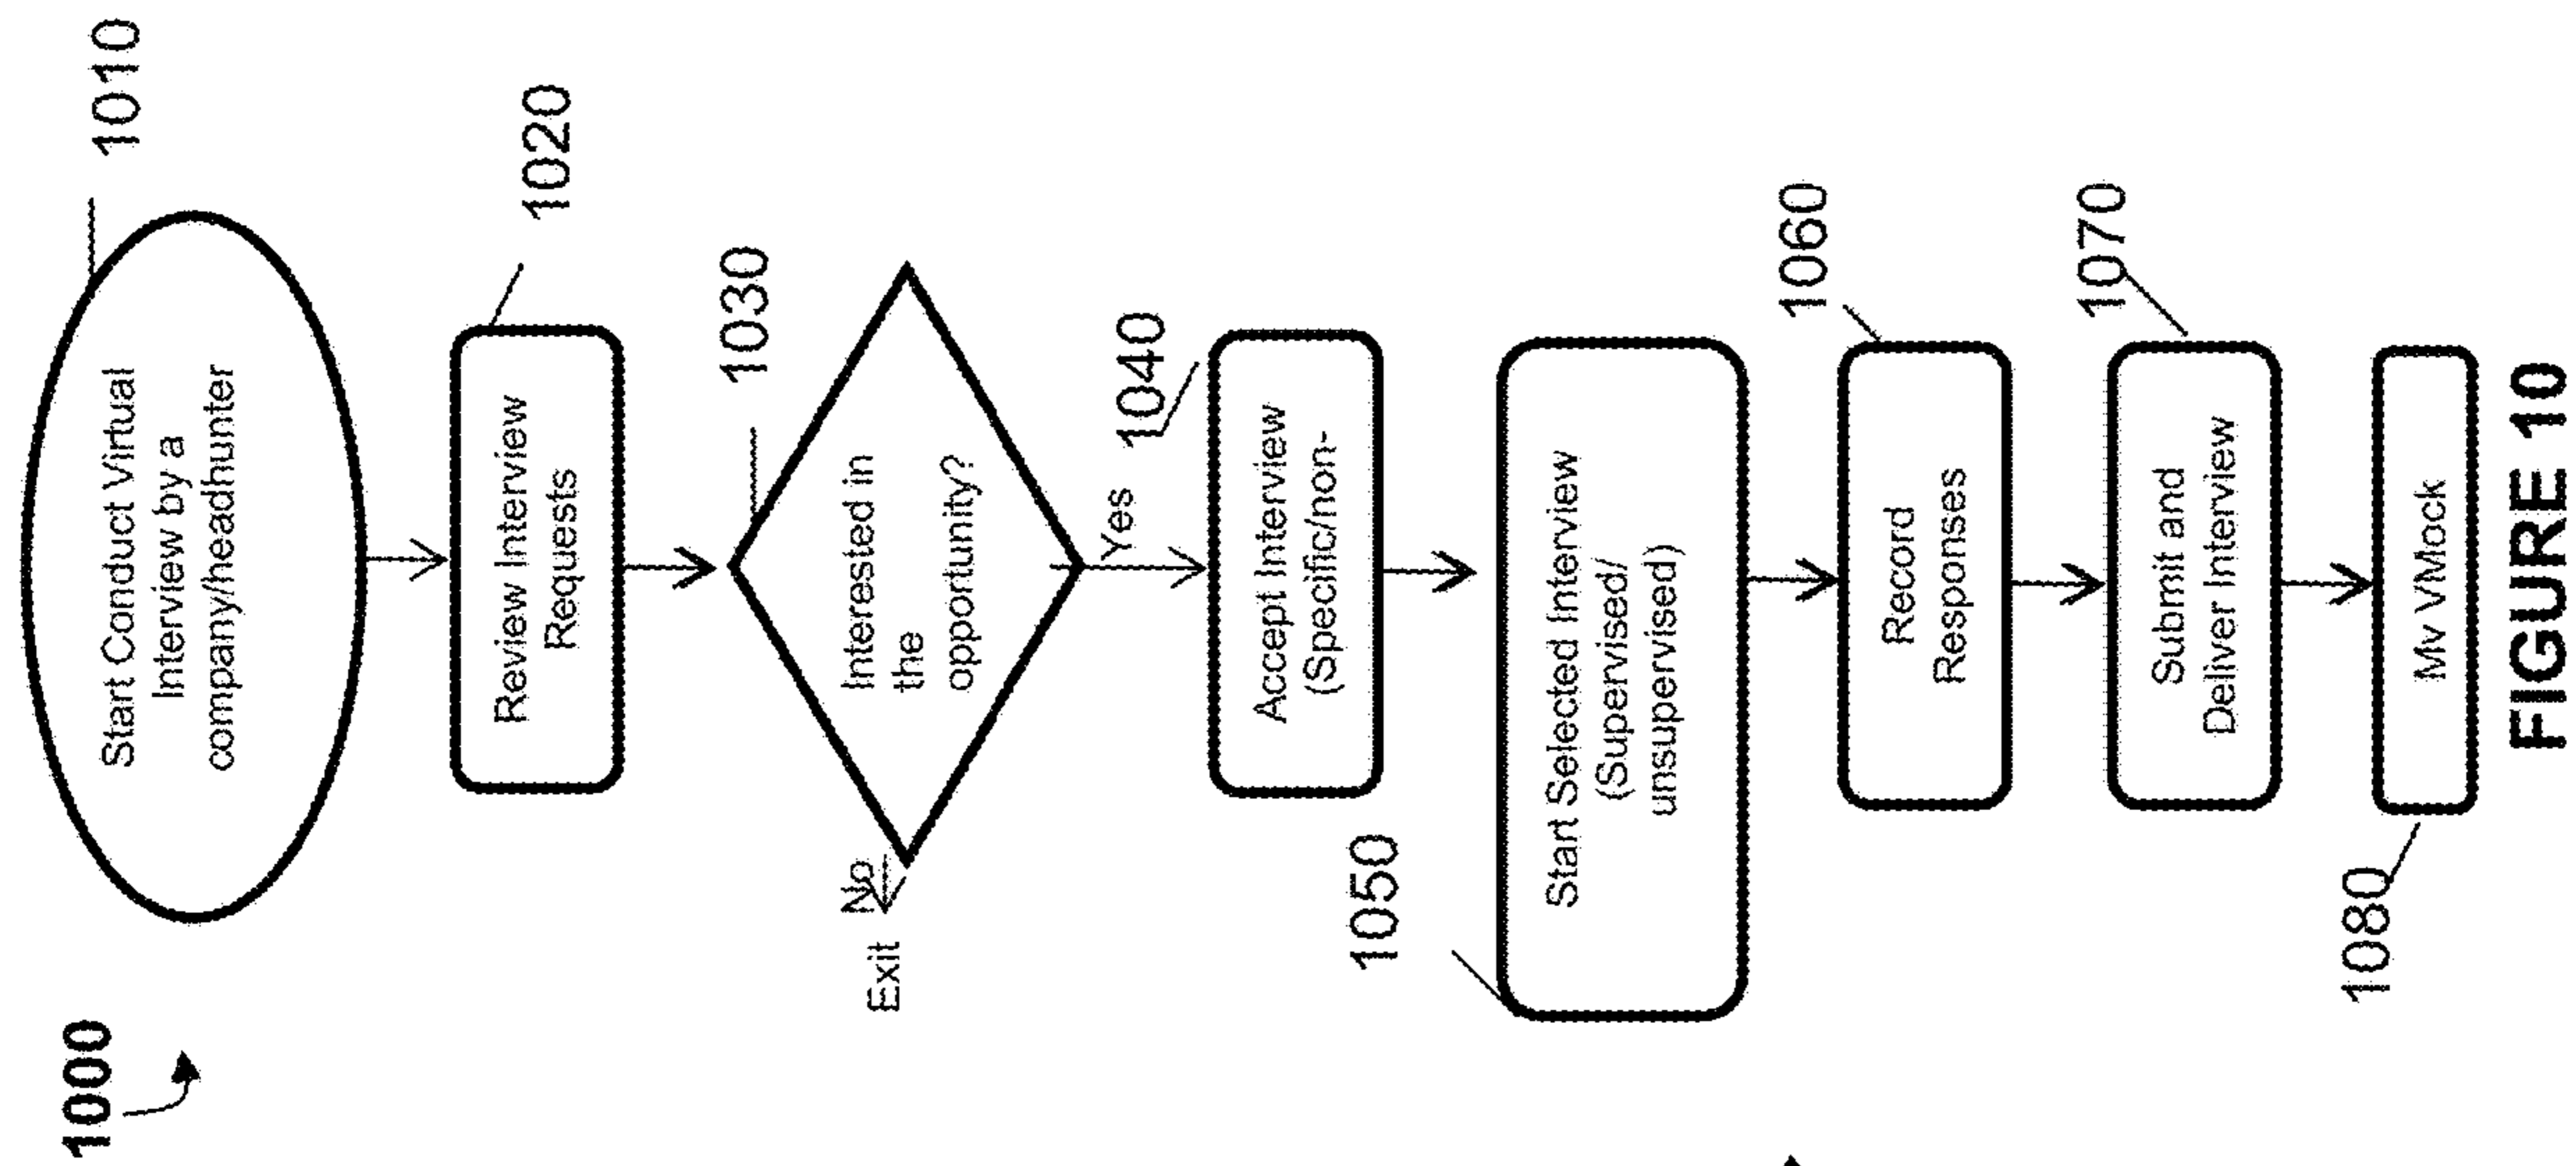 1000
1010
Start Conduct Virtual
Interview by a
company/headhunter
1020
Review Interview
Requests
1030
Interested in
the
opportunity?
No
Exit
Yes
1040
Accept Interview
(Specific/non-
1050
Start Selected Interview
(Supervised/
unsupervised)
1060
Record
Responses
1070
Submit and
Deliver Interview
1080
Mv VMock
FIGURE 10